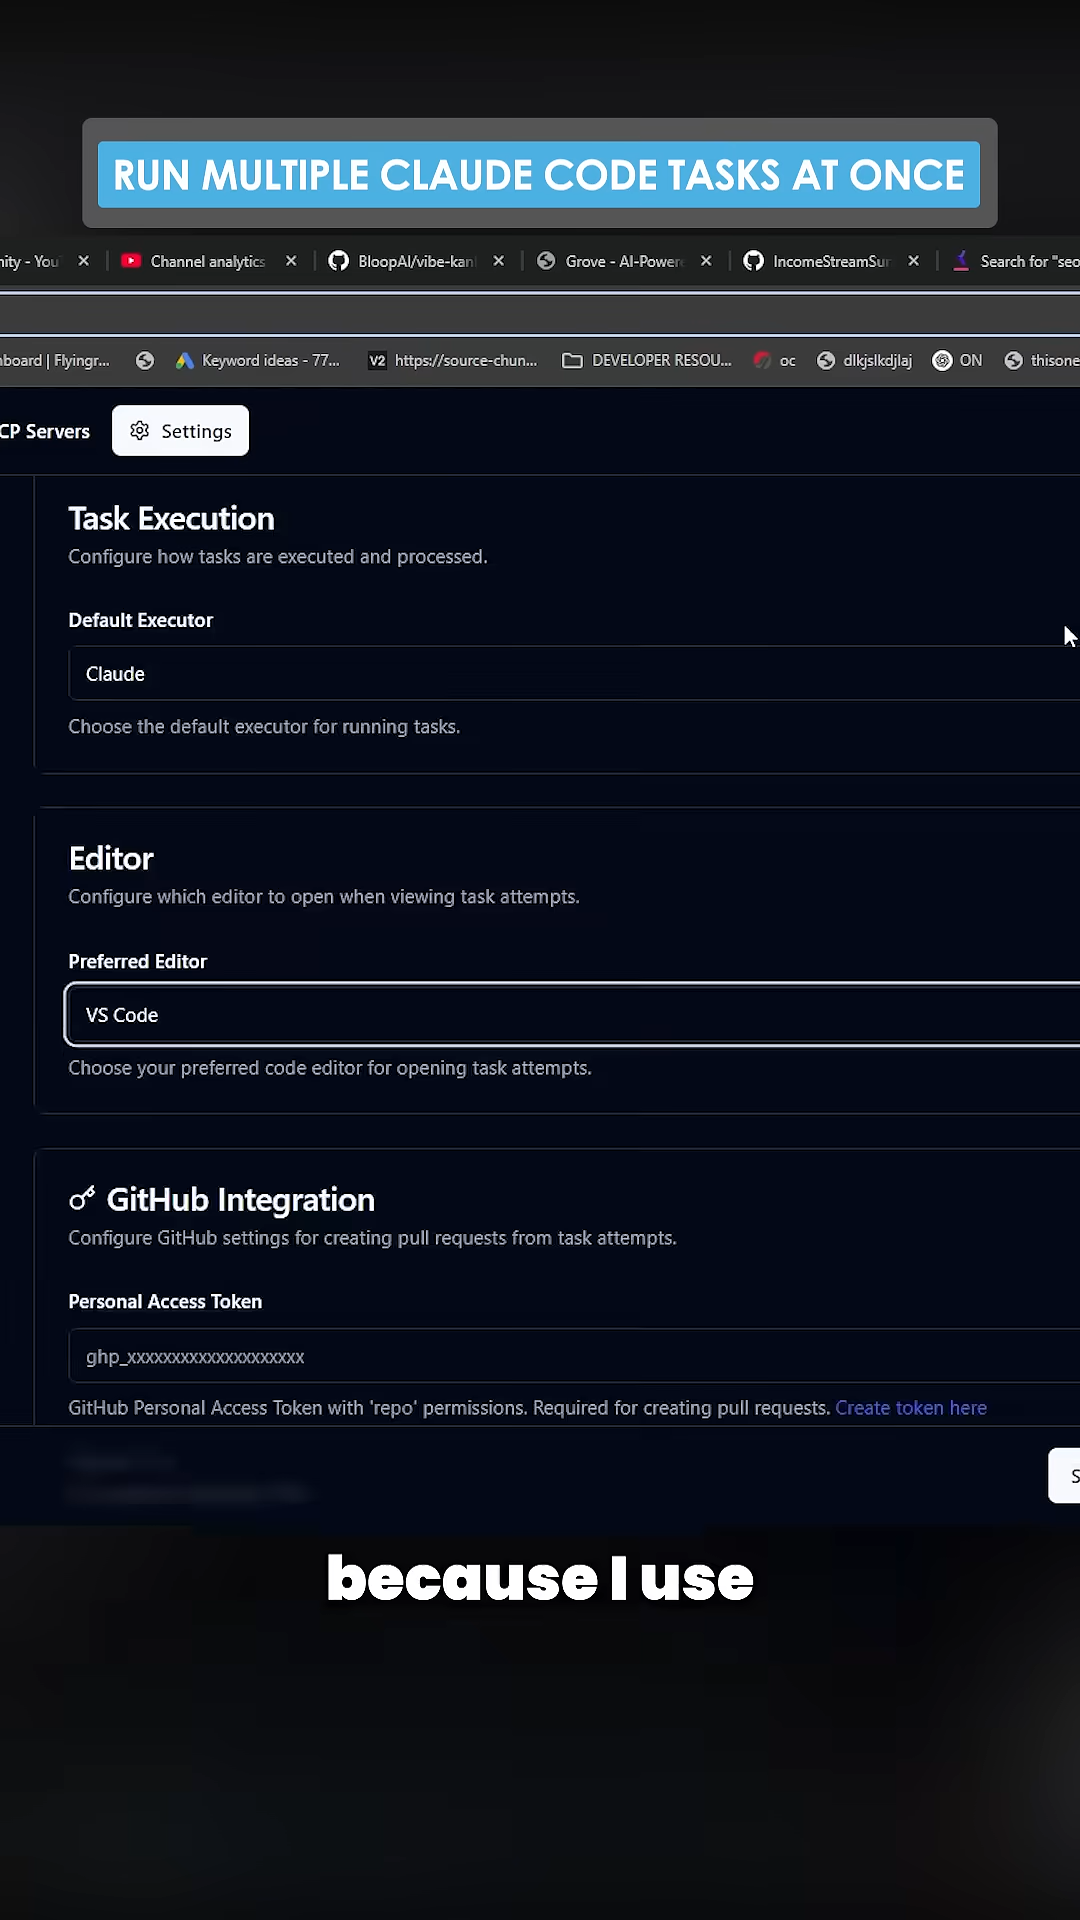 RUN MULTIPLE CLAUDE CODE TASKS AT ONCE
nity - You
Channel analytics
BloopAI/vibe-kan
Grove - AI-Power
IncomeStreamSur
Search for "seo
board | Flyingr...
Keyword ideas - 77...
V2 https://source-chun...
DEVELOPER RESOU...
oc
dlkjslkdjlaj
ON
thisone
CP Servers
Settings
Task Execution
Configure how tasks are executed and processed.
Default Executor
Claude
Choose the default executor for running tasks.
Editor
Configure which editor to open when viewing task attempts.
Preferred Editor
VS Code
Choose your preferred code editor for opening task attempts.
GitHub Integration
Configure GitHub settings for creating pull requests from task attempts.
Personal Access Token
ghp_xxxxxxxxxxxxxxxxxxxx
GitHub Personal Access Token with 'repo' permissions. Required for creating pull requests. Create token here
S
because I use